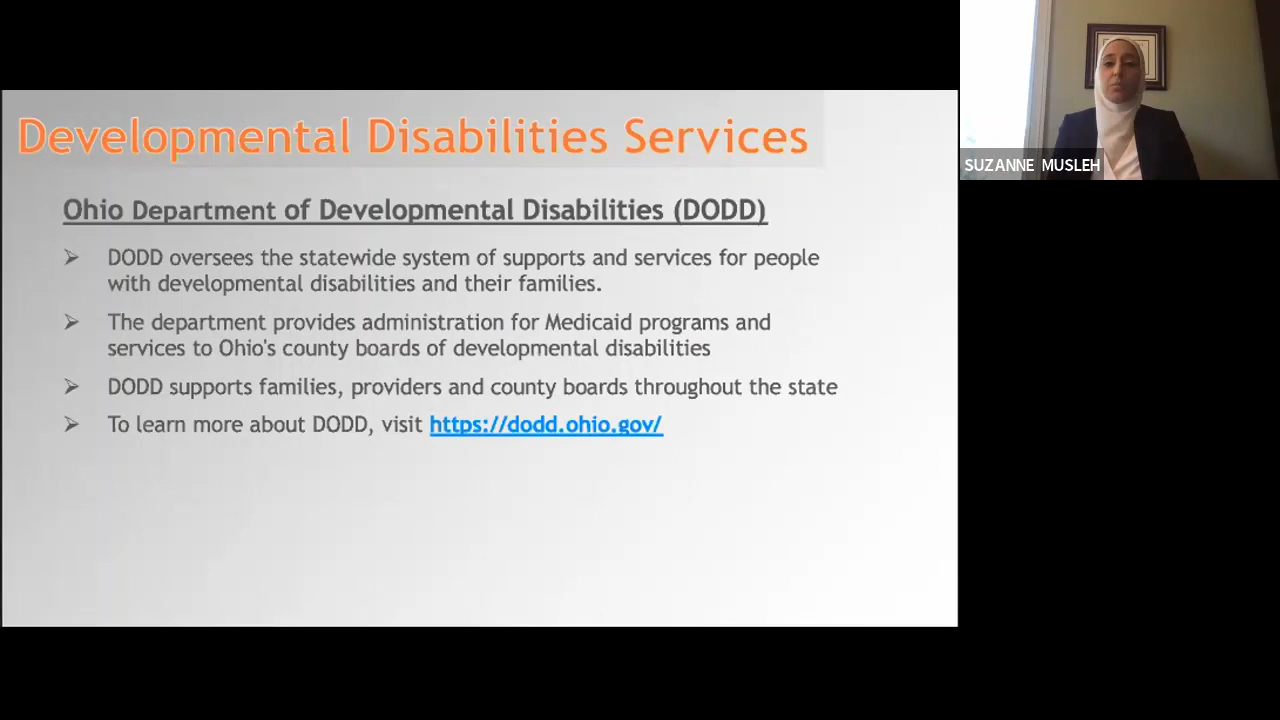 Developmental Disabilities Services
SUZANNE MUSLEH
Ohio Department of Developmental Disabilities (DODD)
➢ DODD oversees the statewide system of supports and services for people
with developmental disabilities and their families.
➢ The department provides administration for Medicaid programs and
services to Ohio's county boards of developmental disabilities
➢ DODD supports families, providers and county boards throughout the state
➢ To learn more about DODD, visit https://dodd.ohio.gov/